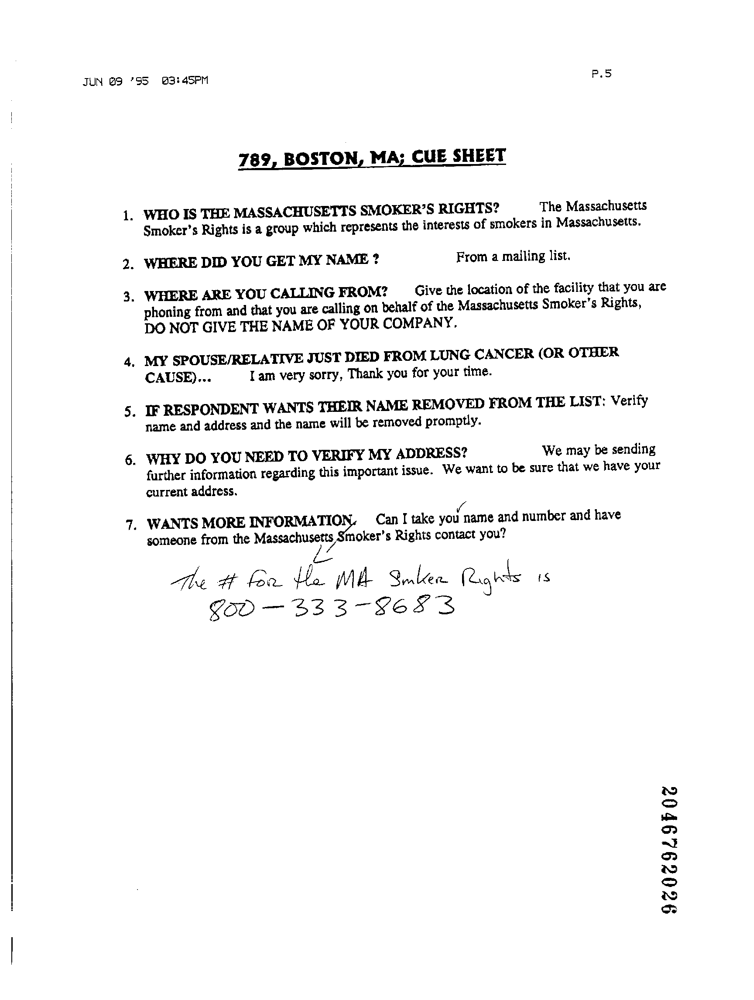 JUN 09 '95 03:45PM P.5
789, BOSTON, MA; CUE SHEET
1. WHO IS THE MASSACHUSETTS SMOKER'S RIGHTS? The Massachusetts
Smoker's Rights is a group which represents the interests of smokers in Massachusetts.
2. WHERE DID YOU GET MY NAME ? From a mailing list.
3. WHERE ARE YOU CALLING FROM? Give the location of the facility that you are
phoning from and that you are calling on behalf of the Massachusetts Smoker's Rights,
DO NOT GIVE THE NAME OF YOUR COMPANY.
4. MY SPOUSE/RELATIVE JUST DIED FROM LUNG CANCER (OR OTHER
CAUSE)... I am very sorry, Thank you for your time.
5. IF RESPONDENT WANTS THEIR NAME REMOVED FROM THE LIST: Verify
name and address and the name will be removed promptly.
6. WHY DO YOU NEED TO VERIFY MY ADDRESS? We may be sending
further information regarding this important issue. We want to be sure that we have your
current address.
7. WANTS MORE INFORMATION. Can I take you name and number and have
someone from the Massachusetts Smoker's Rights contact you?
The # for the MA Smker Rights is
800-333-8683
2046762026